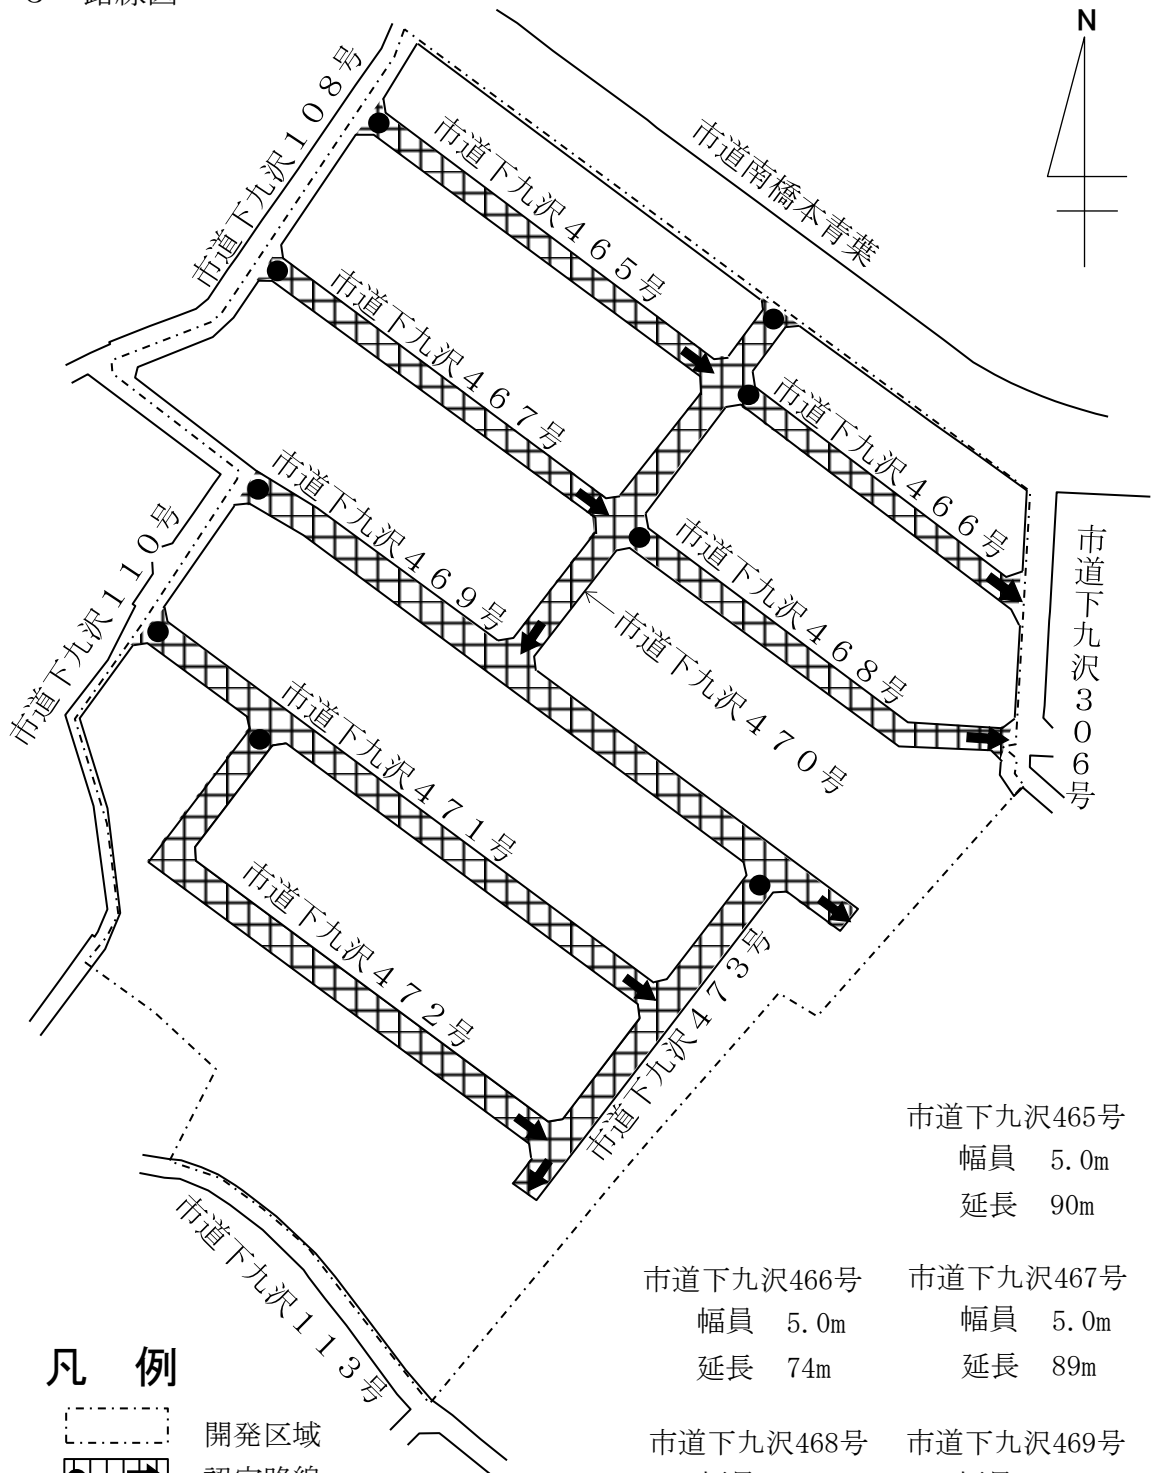 N
市道下九沢108号
市道下九沢465号
市道南橋本青葉
市道下九沢467号
市道下九沢466号
市道下九沢469号
市道下九沢468号
市道下九沢110号
市道下九沢470号
市道下九沢306号
市道下九沢471号
市道下九沢472号
市道下九沢473号
市道下九沢113号
市道下九沢465号
幅員 5.0m
延長 90m
市道下九沢466号 市道下九沢467号
幅員 5.0m 幅員 5.0m
延長 74m 延長 89m
市道下九沢468号 市道下九沢469号
凡 例
開発区域